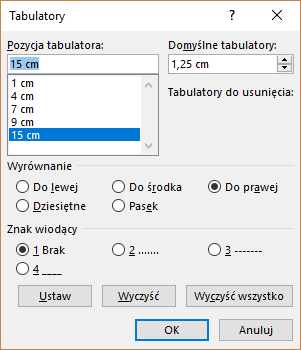 Tabulatory ? ×
Pozycja tabulatora: Domyślne tabulatory:
15 cm 1,25 cm
1 cm Tabulatory do usunięcia:
4 cm
7 cm
9 cm
15 cm
Wyrównanie
Do lewej Do środka Do prawej
Dziesiętne Pasek
Znak wiodący
1 Brak 2 ....... 3 -------
4 ____
Ustaw Wyczyść Wyczyść wszystko
OK Anuluj